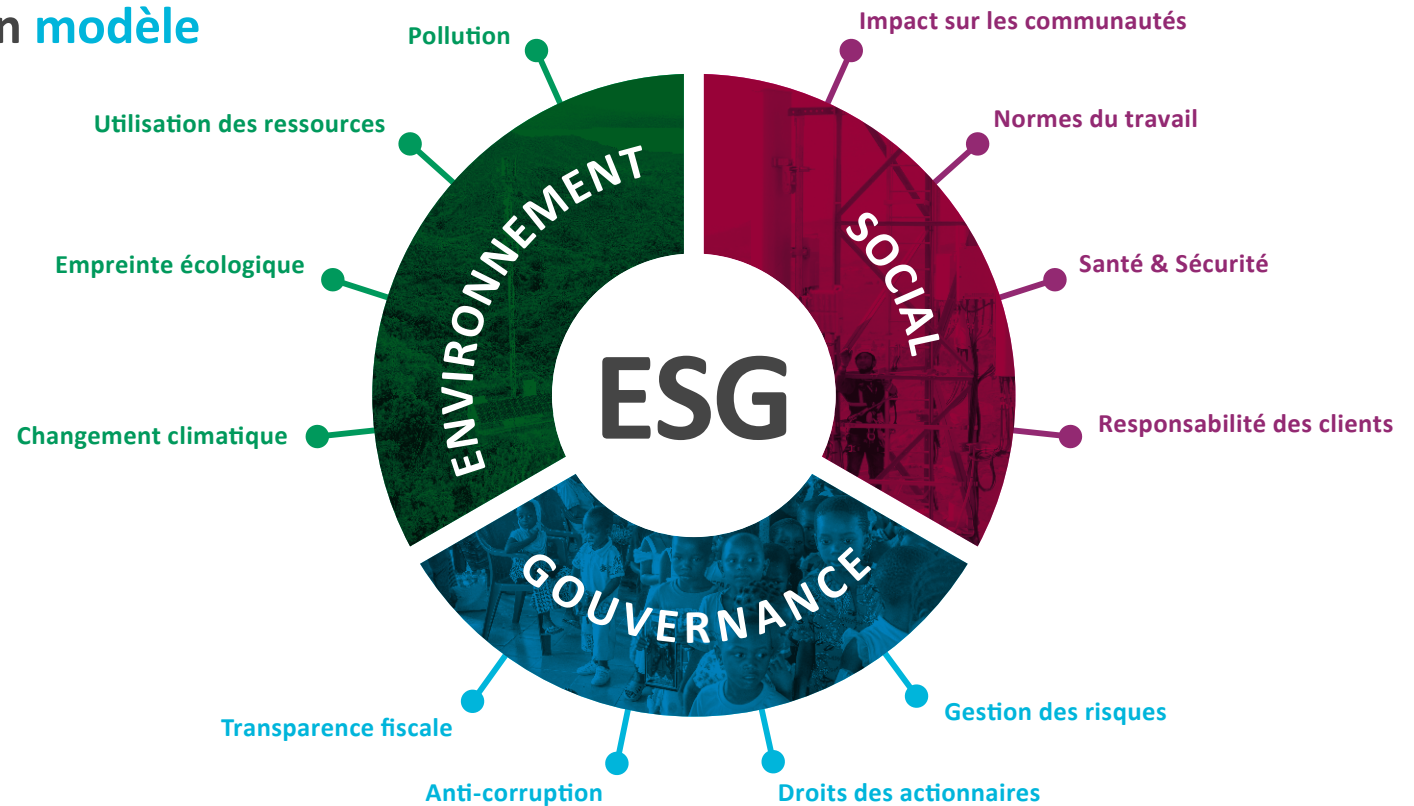 n modèle
Pollution
Utilisation des ressources
Empreinte écologique
Changement climatique
Impact sur les communautés
Normes du travail
Santé & Sécurité
Responsabilité des clients
ENVIRONNEMENT
SOCIAL
ESG
GOUVERNANCE
Transparence fiscale
Anti-corruption
Droits des actionnaires
Gestion des risques